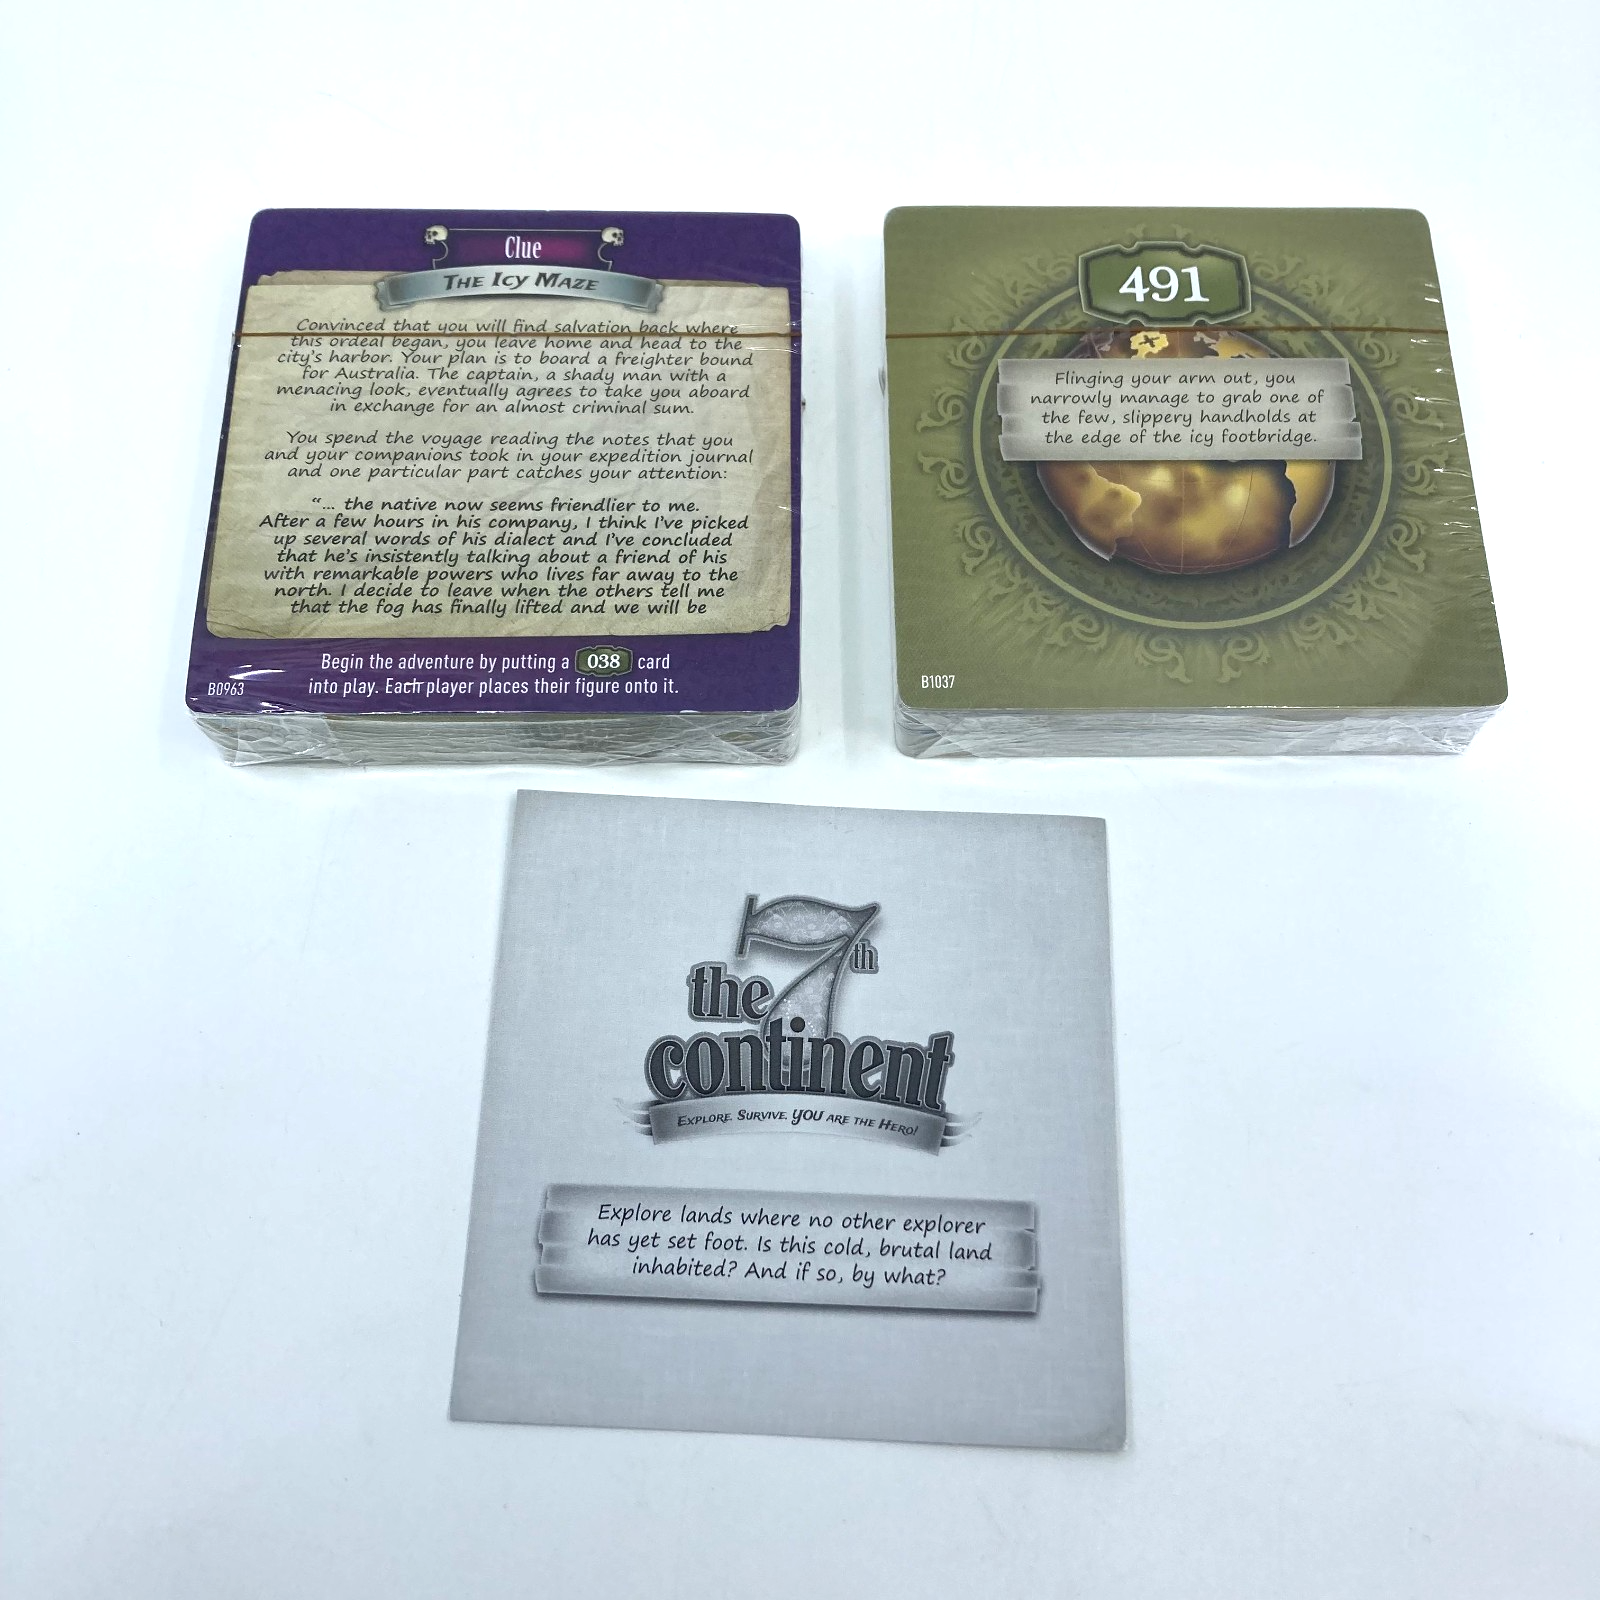 Clue
THE ICY MAZE
Convinced that you will find salvation back where
this ordeal began, you leave home and head to the
city's harbor. Your plan is to board a freighter bound
for Australia. The captain, a shady man with a
menacing look, eventually agrees to take you aboard
in exchange for an almost criminal sum.
You spend the voyage reading the notes that you
and your companions took in your expedition journal
and one particular part catches your attention:
"... the native now seems friendlier to me.
After a few hours in his company, I think I've picked
up several words of his dialect and I've concluded
that he's insistently talking about a friend of his
with remarkable powers who lives far away to the
north. I decide to leave when the others tell me
that the fog has finally lifted and we will be
Begin the adventure by putting a 038 card
into play. Each player places their figure onto it.
B0963
491
Flinging your arm out, you
narrowly manage to grab one of
the few, slippery handholds at
the edge of the icy footbridge.
B1037
the 7th
continent
EXPLORE. SURVIVE. YOU ARE THE HERO!
Explore lands where no other explorer
has yet set foot. Is this cold, brutal land
inhabited? And if so, by what?